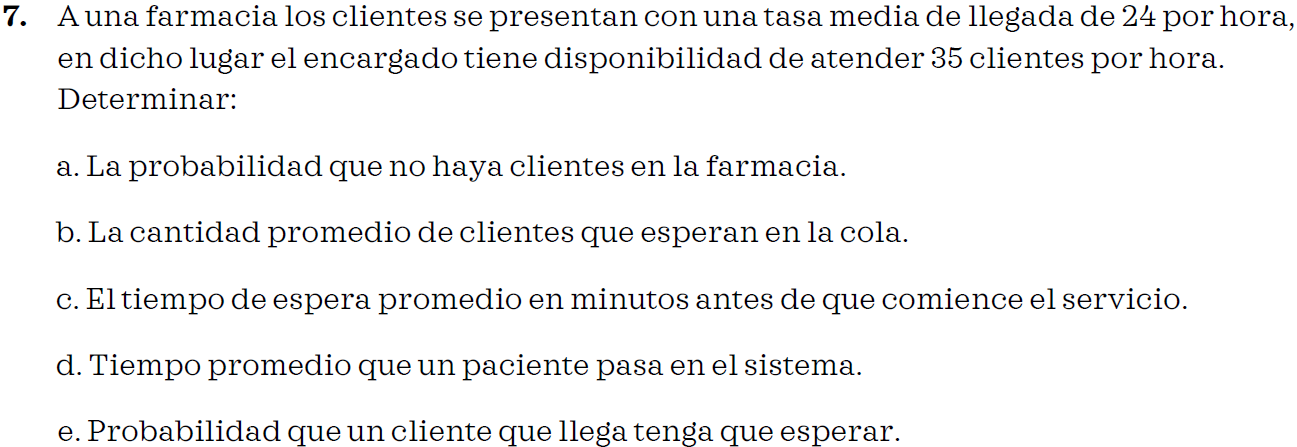 7. A una farmacia los clientes se presentan con una tasa media de llegada de 24 por hora,
en dicho lugar el encargado tiene disponibilidad de atender 35 clientes por hora.
Determinar:
a. La probabilidad que no haya clientes en la farmacia.
b. La cantidad promedio de clientes que esperan en la cola.
c. El tiempo de espera promedio en minutos antes de que comience el servicio.
d. Tiempo promedio que un paciente pasa en el sistema.
e. Probabilidad que un cliente que llega tenga que esperar.